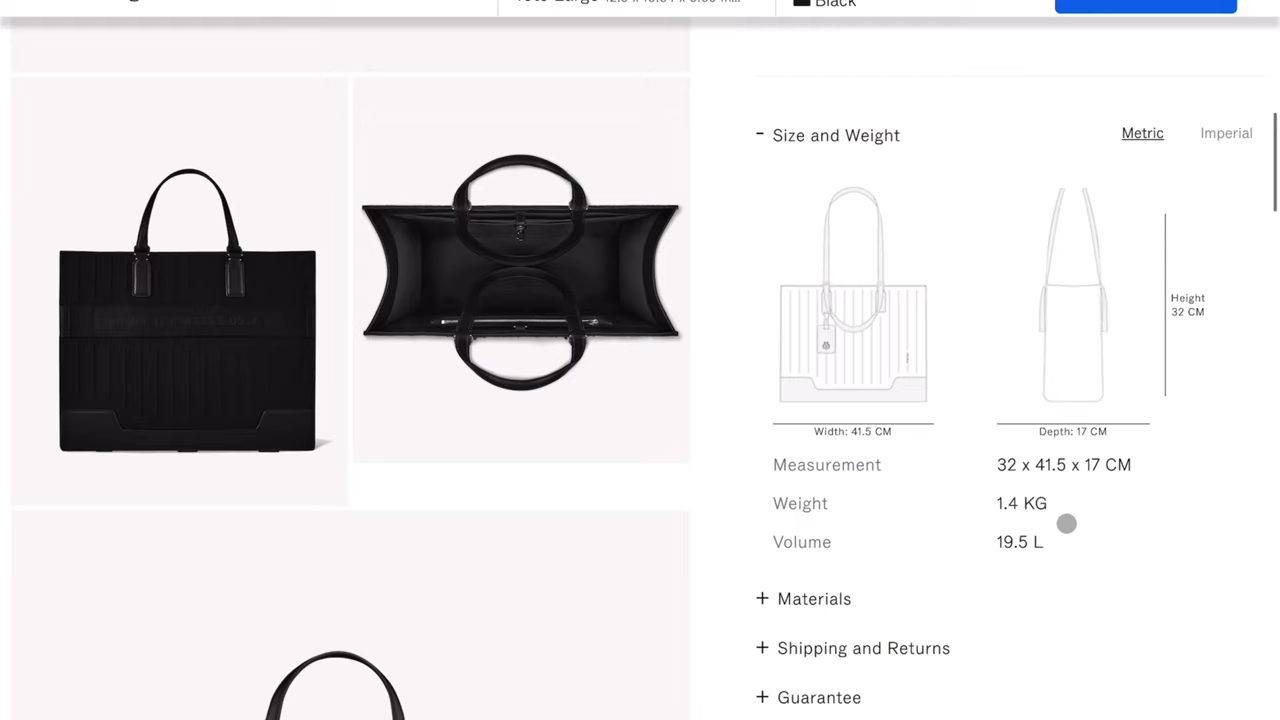 Black
Size and Weight
Metric
Imperial
Height
32 CM
Width: 41.5 CM
Depth: 17 CM
Measurement
32 x 41.5 x 17 CM
Weight
1.4 KG
Volume
19.5 L
+ Materials
+ Shipping and Returns
+ Guarantee